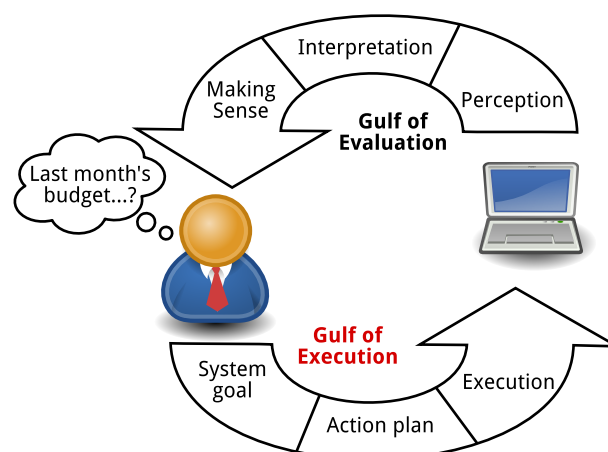 Interpretation
Making
Sense
Perception
Gulf of
Evaluation
Last month's
budget...?
Gulf of
Execution
System
goal
Action plan
Execution